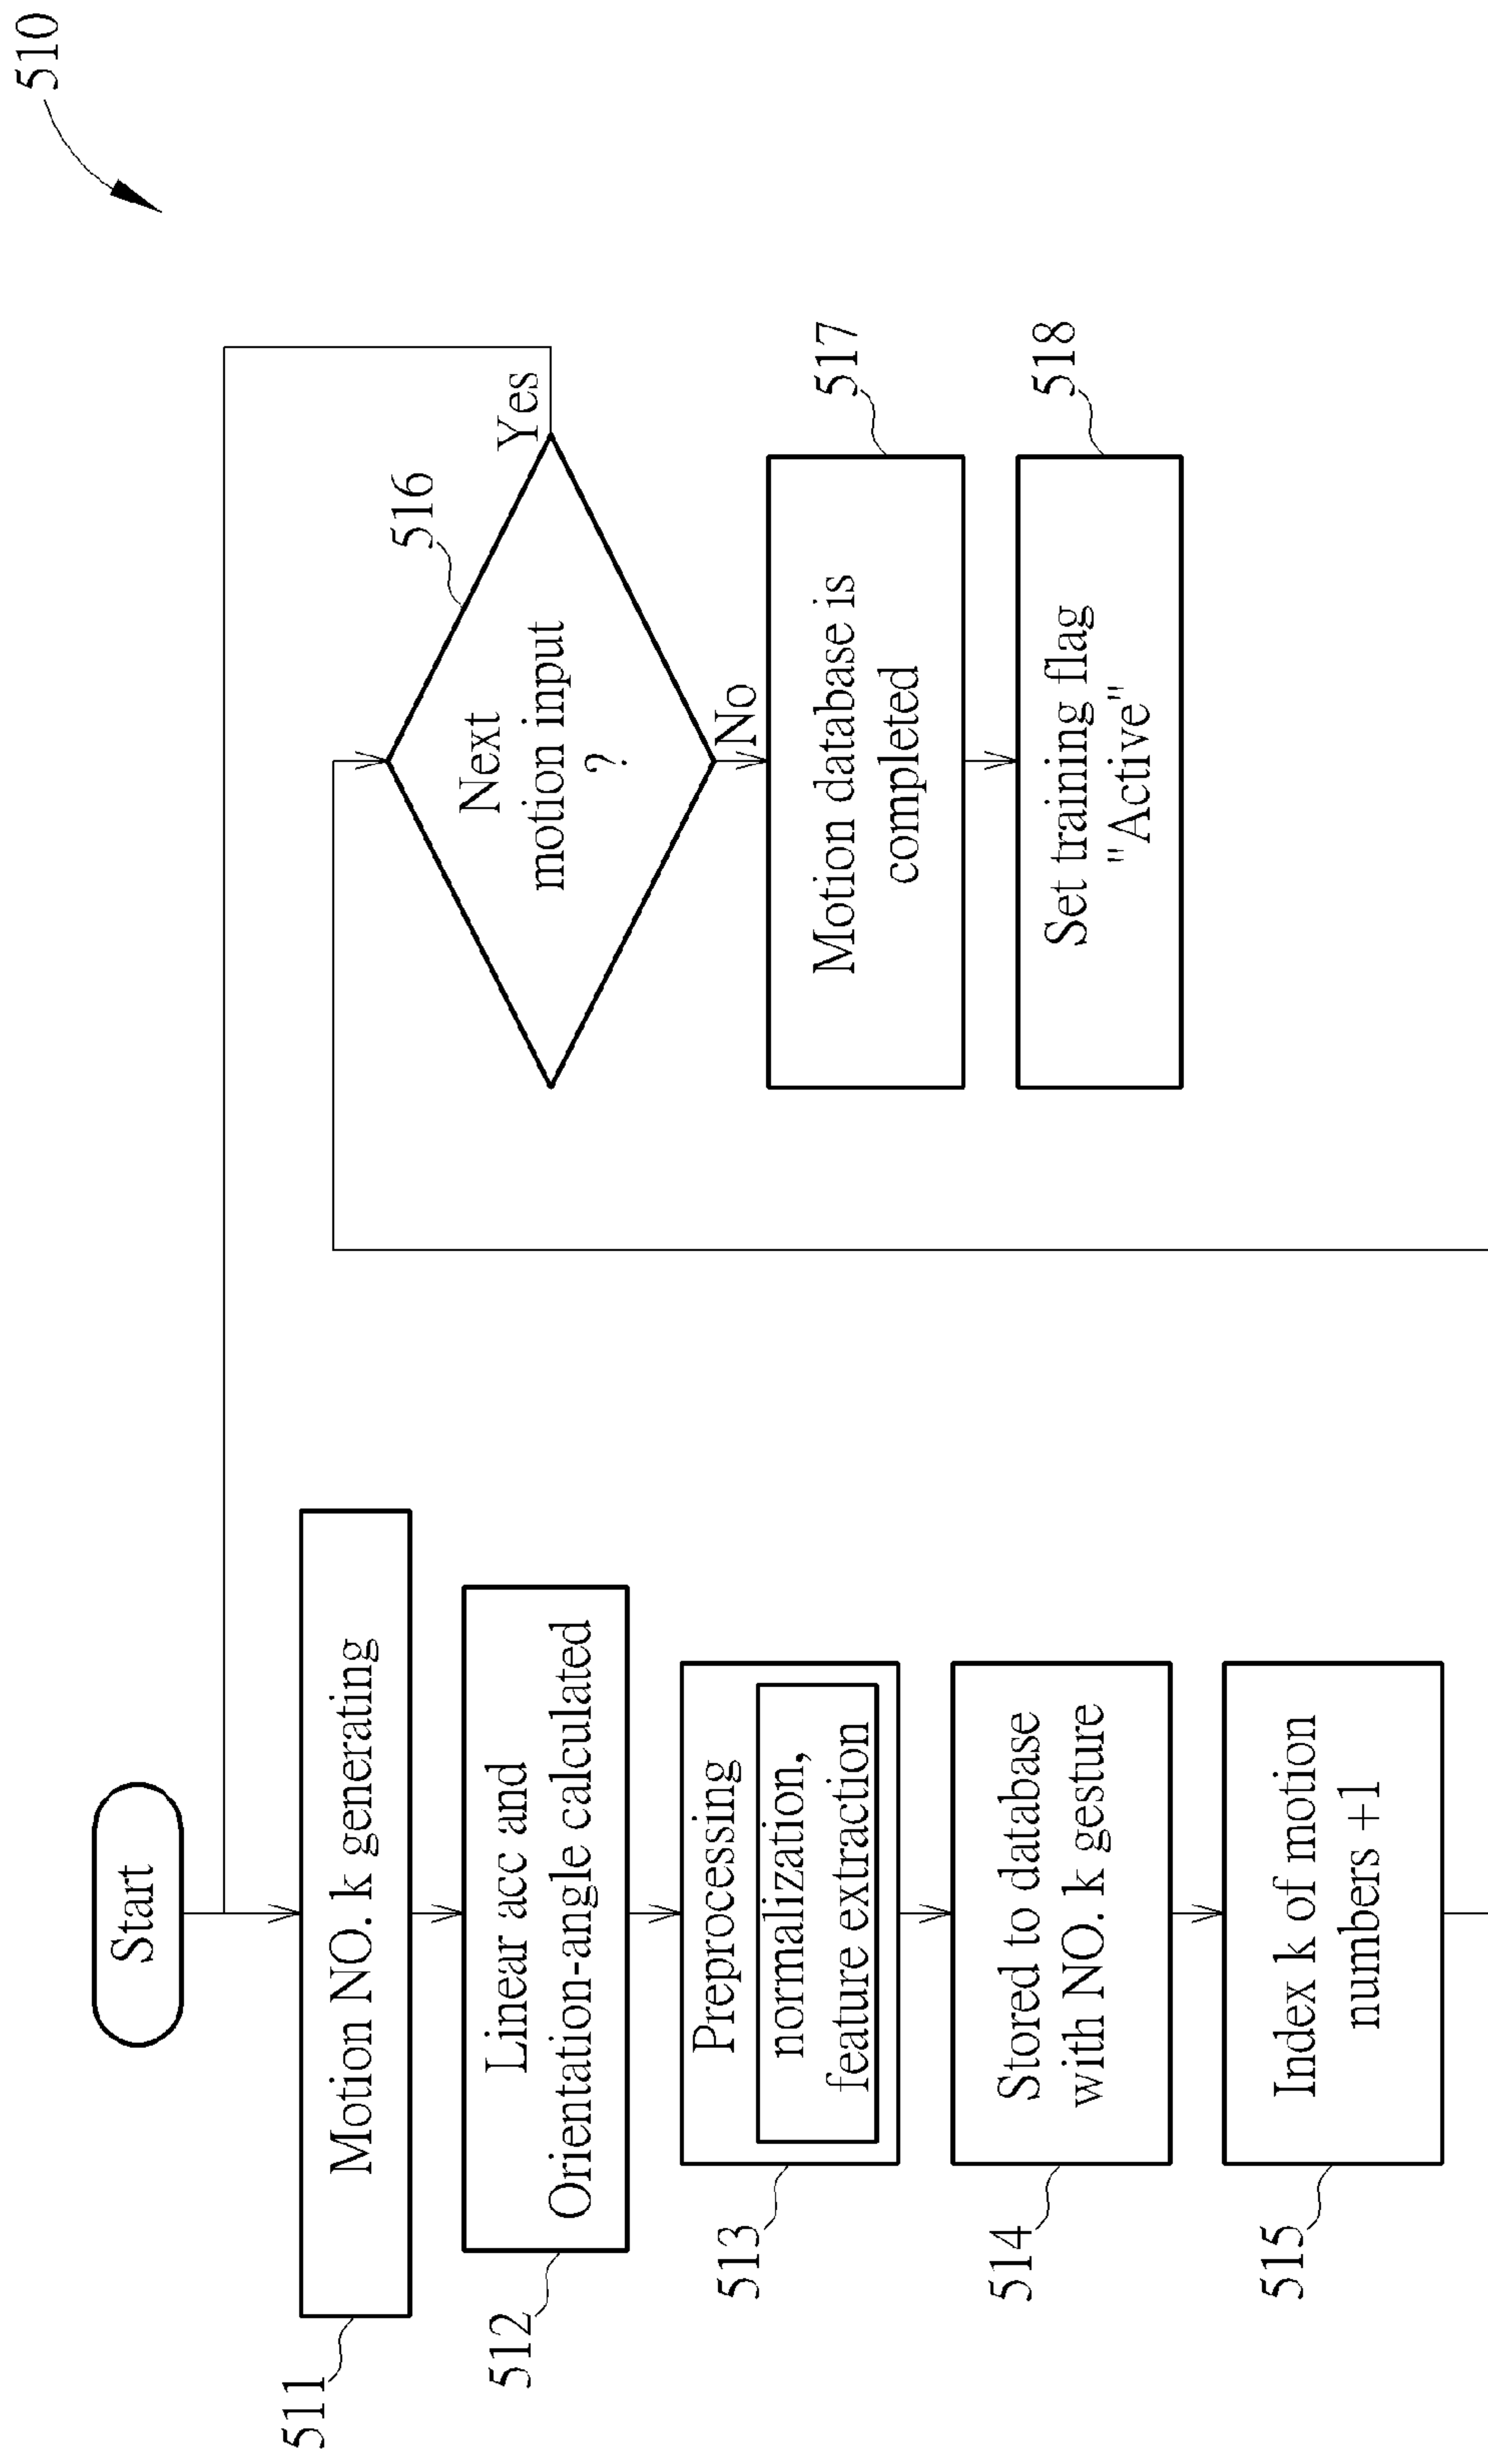 510
Start
511
Motion NO. k generating
512
Linear acc and
Orientation-angle calculated
513
Preprocessing
normalization,
feature extraction
514
Stored to database
with NO. k gesture
515
Index k of motion
numbers +1
516
Next
motion input
?
Yes
No
517
Motion database is
completed
518
Set training flag
"Active"